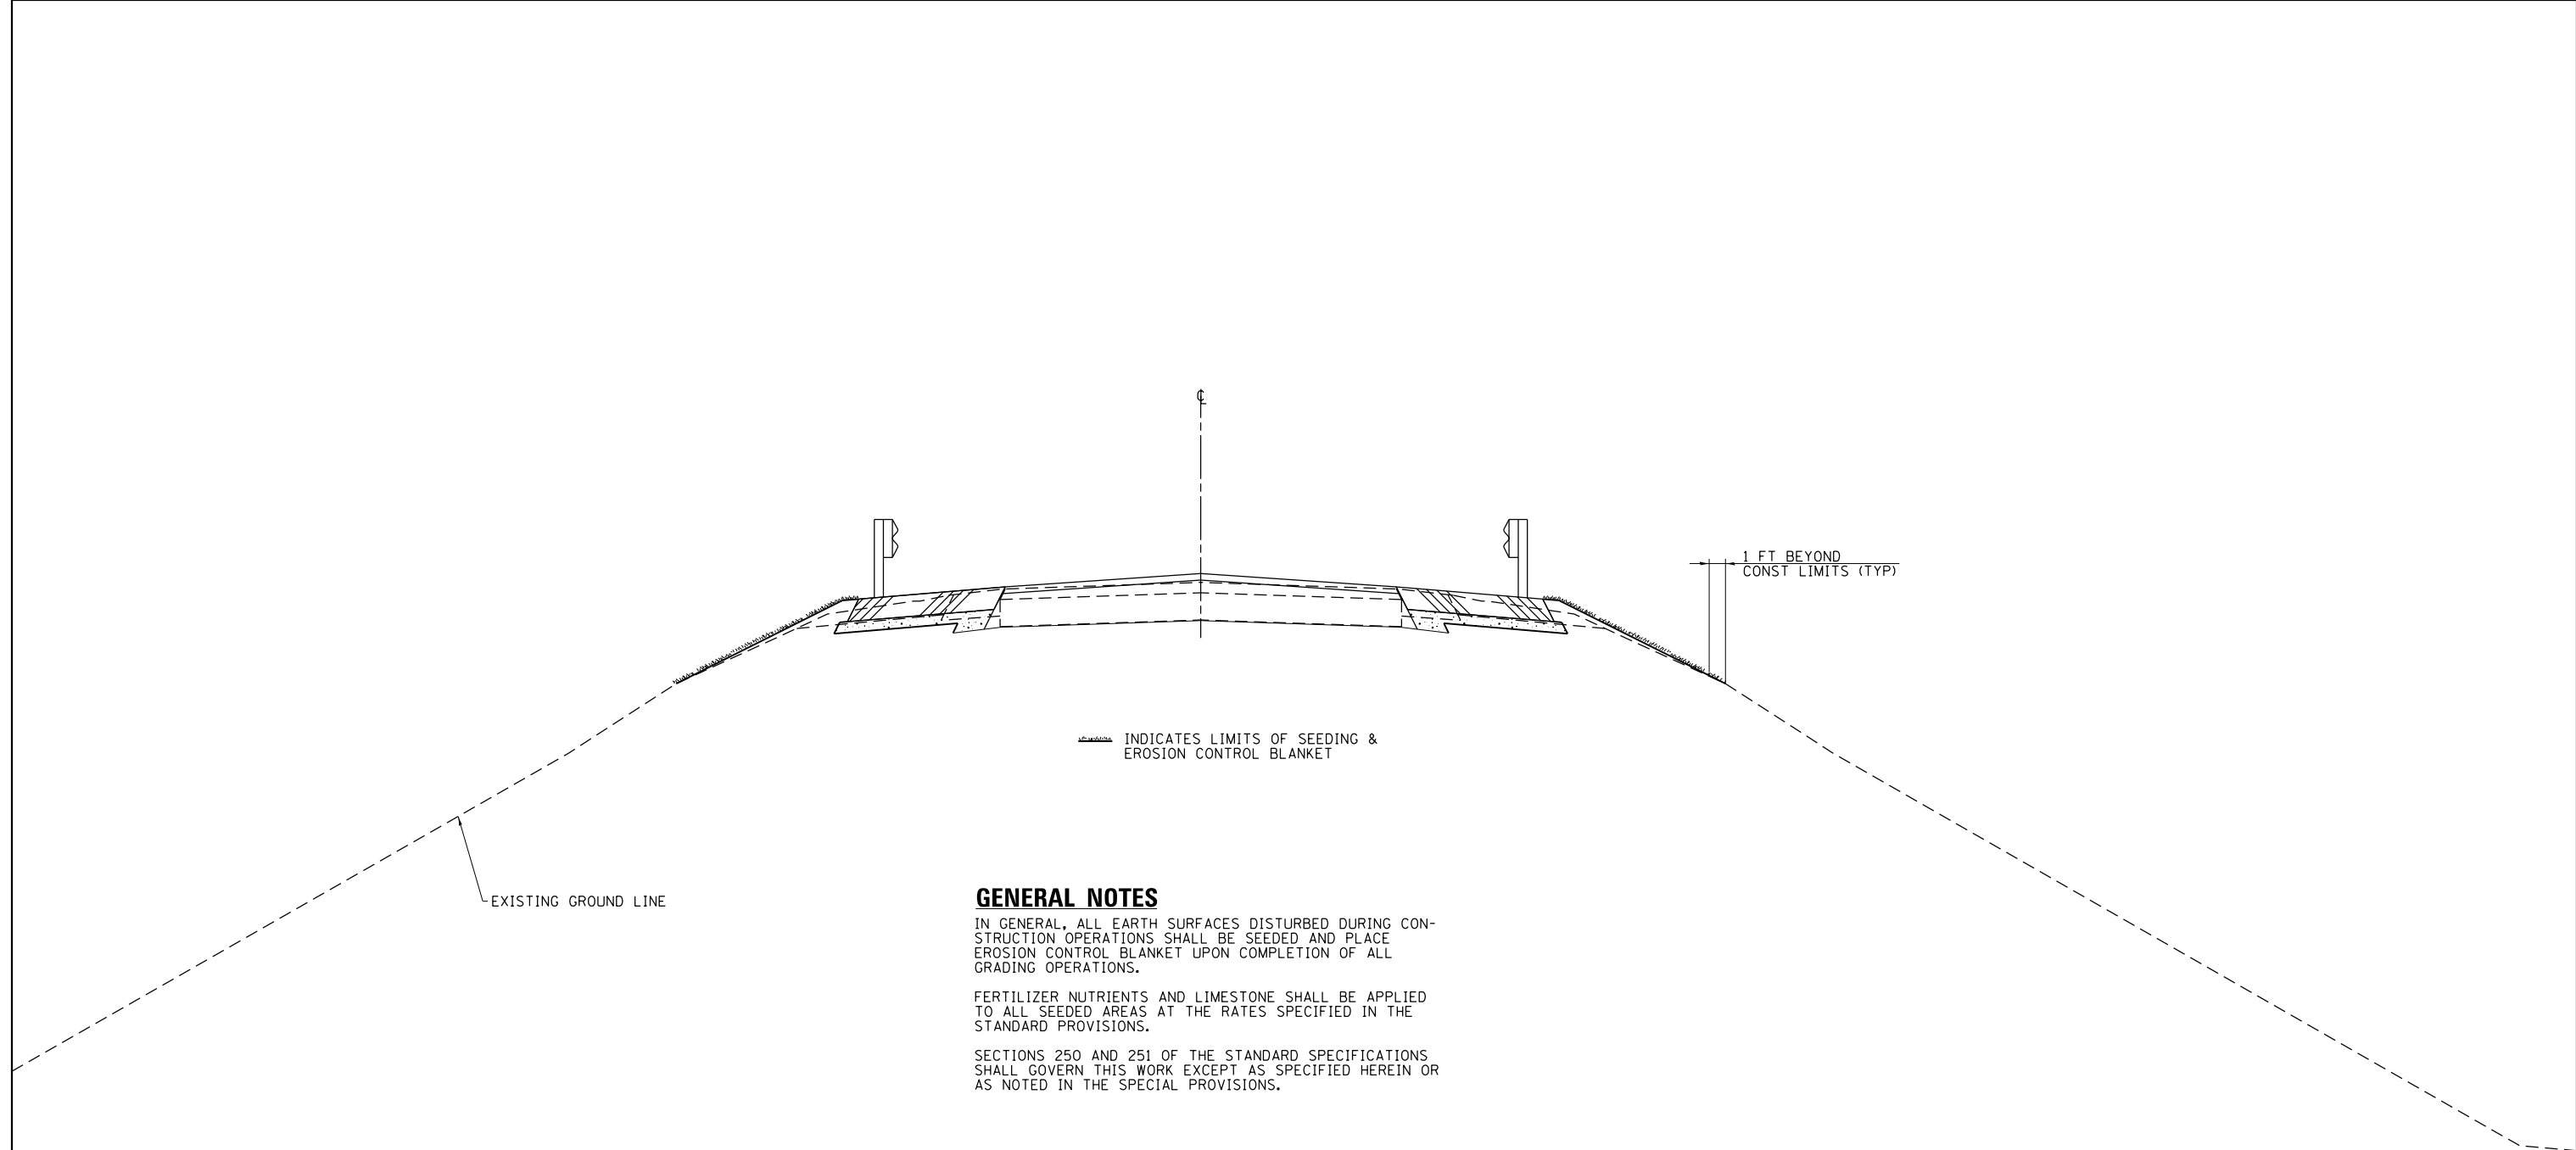 ℄
1 FT BEYOND
CONST LIMITS (TYP)
INDICATES LIMITS OF SEEDING &
EROSION CONTROL BLANKET
EXISTING GROUND LINE
GENERAL NOTES
IN GENERAL, ALL EARTH SURFACES DISTURBED DURING CON-
STRUCTION OPERATIONS SHALL BE SEEDED AND PLACE
EROSION CONTROL BLANKET UPON COMPLETION OF ALL
GRADING OPERATIONS.
FERTILIZER NUTRIENTS AND LIMESTONE SHALL BE APPLIED
TO ALL SEEDED AREAS AT THE RATES SPECIFIED IN THE
STANDARD PROVISIONS.
SECTIONS 250 AND 251 OF THE STANDARD SPECIFICATIONS
SHALL GOVERN THIS WORK EXCEPT AS SPECIFIED HEREIN OR
AS NOTED IN THE SPECIAL PROVISIONS.